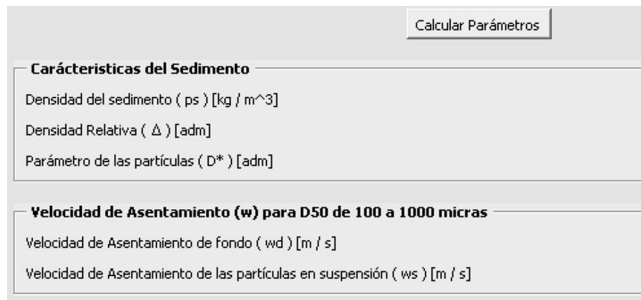 Calcular Parámetros
Carácteristicas del Sedimento
Densidad del sedimento ( ps ) [kg / m^3]
Densidad Relativa ( Δ ) [adm]
Parámetro de las partículas ( D* ) [adm]
Velocidad de Asentamiento (w) para D50 de 100 a 1000 micras
Velocidad de Asentamiento de fondo ( wd ) [m / s]
Velocidad de Asentamiento de las partículas en suspensión ( ws ) [m / s]